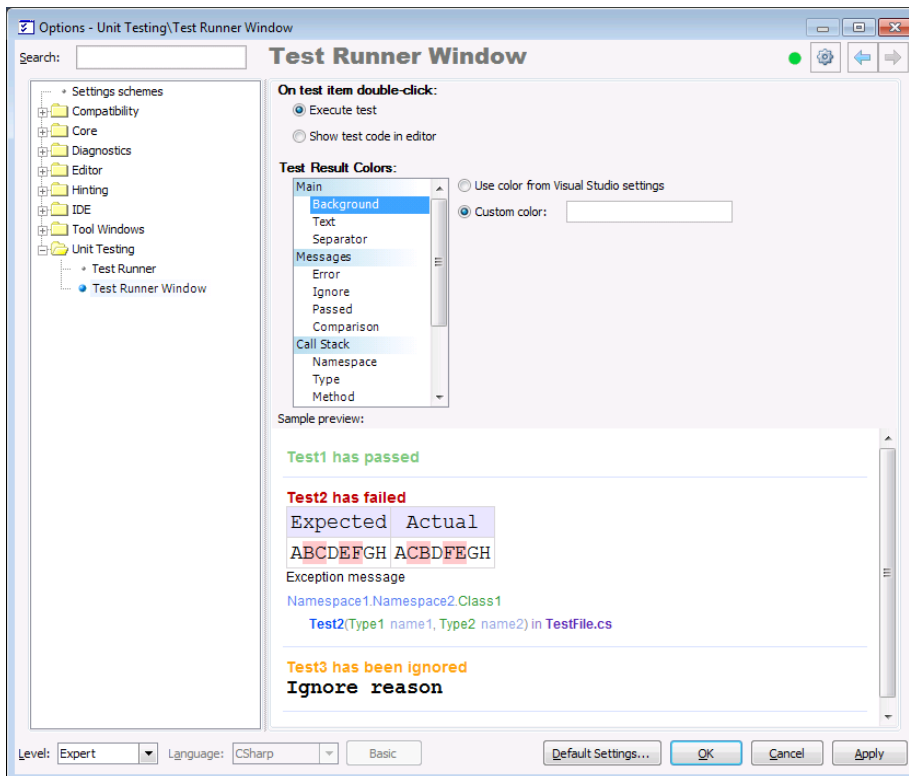 Options - Unit Testing\Test Runner Window
Search:
Test Runner Window
Settings schemes
Compatibility
Core
Diagnostics
Editor
Hinting
IDE
Tool Windows
Unit Testing
Test Runner
Test Runner Window
On test item double-click:
Execute test
Show test code in editor
Test Result Colors:
Main
Background
Text
Separator
Messages
Error
Ignore
Passed
Comparison
Call Stack
Namespace
Type
Method
Use color from Visual Studio settings
Custom color:
Sample preview:
Test1 has passed
Test2 has failed
Expected Actual
ABCDEFGH ACBDFEGH
Exception message
Namespace1.Namespace2.Class1
Test2(Type1 name1, Type2 name2) in TestFile.cs
Test3 has been ignored
Ignore reason
Level: Expert Language: CSharp Basic Default Settings... OK Cancel Apply